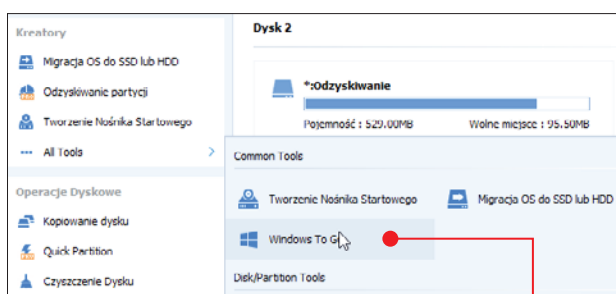 Kreatory
Migracja OS do SSD lub HDD
Odzyskiwanie partycji
Tworzenie Nośnika Startowego
All Tools
Operacje Dyskowe
Kopiowanie dysku
Quick Partition
Czyszczenie Dysku
Dysk 2
*:Odzyskiwanie
Pojemność : 529.00MB Wolne miejsce : 95.50MB
Common Tools
Tworzenie Nośnika Startowego Migracja OS do SSD lub HDD
Windows To
Disk/Partition Tools